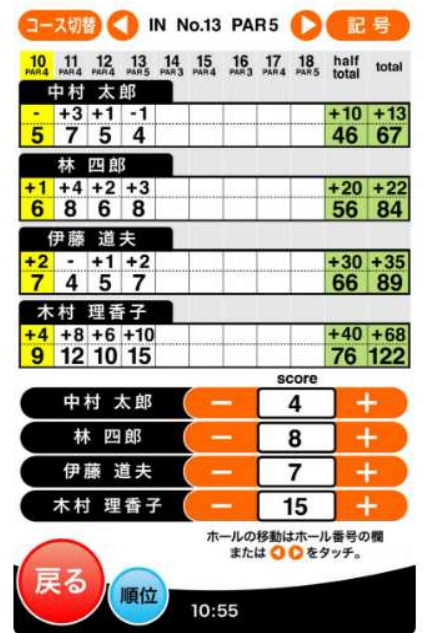 コース切替 IN No.13 PAR5 記号
10 11 12 13 14 15 16 17 18 half total
PAR4 PAR4 PAR4 PAR5 PAR3 PAR4 PAR3 PAR4 PAR5 total
中村 太郎
- +3 +1 -1 +10 +13
5 7 5 4 46 67
林 四郎
+1 +4 +2 +3 +20 +22
6 8 6 8 56 84
伊藤 道夫
+2 - +1 +2 +30 +35
7 4 5 7 66 89
木村 理香子
+4 +8 +6 +10 +40 +68
9 12 10 15 76 122
score
中村 太郎 － 4 ＋
林 四郎 － 8 ＋
伊藤 道夫 － 7 ＋
木村 理香子 － 15 ＋
ホールの移動はホール番号の欄
または をタッチ。
戻る
順位
10:55